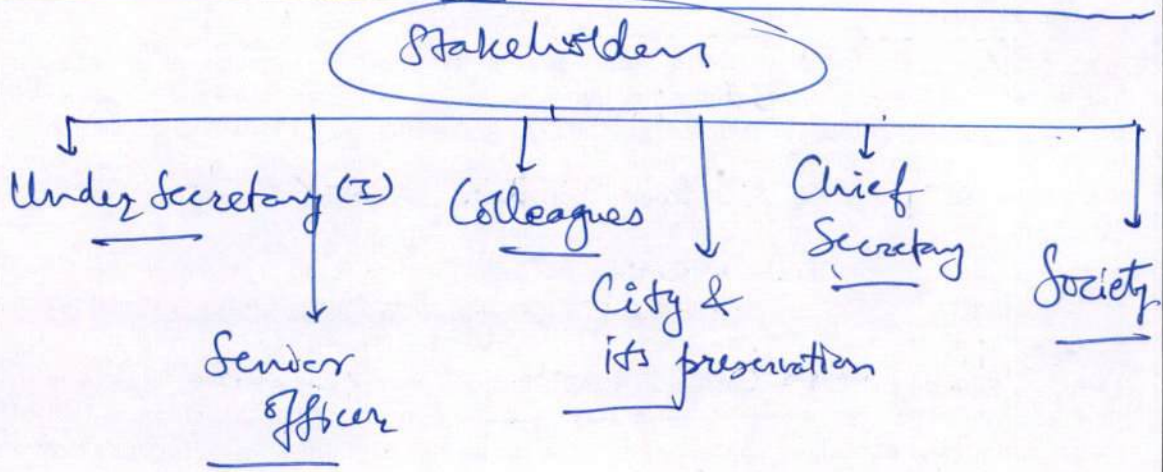 Stakeholders
Under Secretary (I)
Senior
officer
Colleagues
City &
its preservation
Chief
Secretary
Society